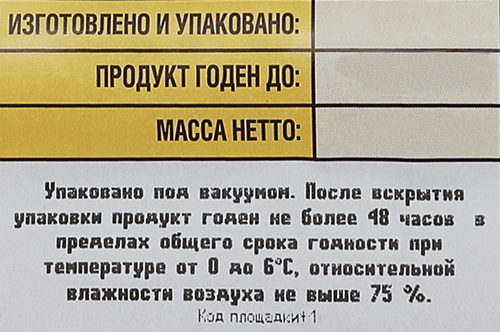 ИЗГОТОВЛЕНО И УПАКОВАНО:
ПРОДУКТ ГОДЕН ДО:
МАССА НЕТТО:
Упаковано под вакуумом. После вскрытия
упаковки продукт годен не более 48 часов в
пределах общего срока годности при
температуре от 0 до 6°С, относительной
влажности воздуха не выше 75 %.
Код площадки†1